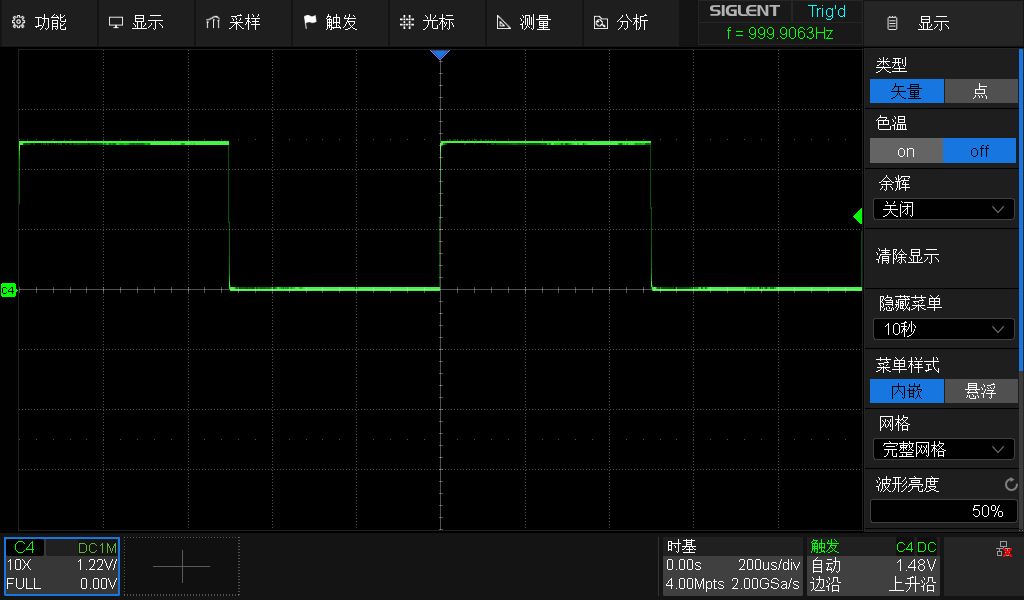 功能 显示 采样 触发 光标 测量 分析 SIGLENT Trig'd 显示
f = 999.9063Hz
类型
矢量 点
色温
on off
余辉
关闭
清除显示
隐藏菜单
10秒
菜单样式
内嵌 悬浮
网格
完整网格
波形亮度
50%
C4
C4 DC1M
10X 1.22V/
FULL 0.00V
时基
0.00s 200us/div
4.00Mpts 2.00GSa/s
触发 C4 DC
自动 1.48V
边沿 上升沿